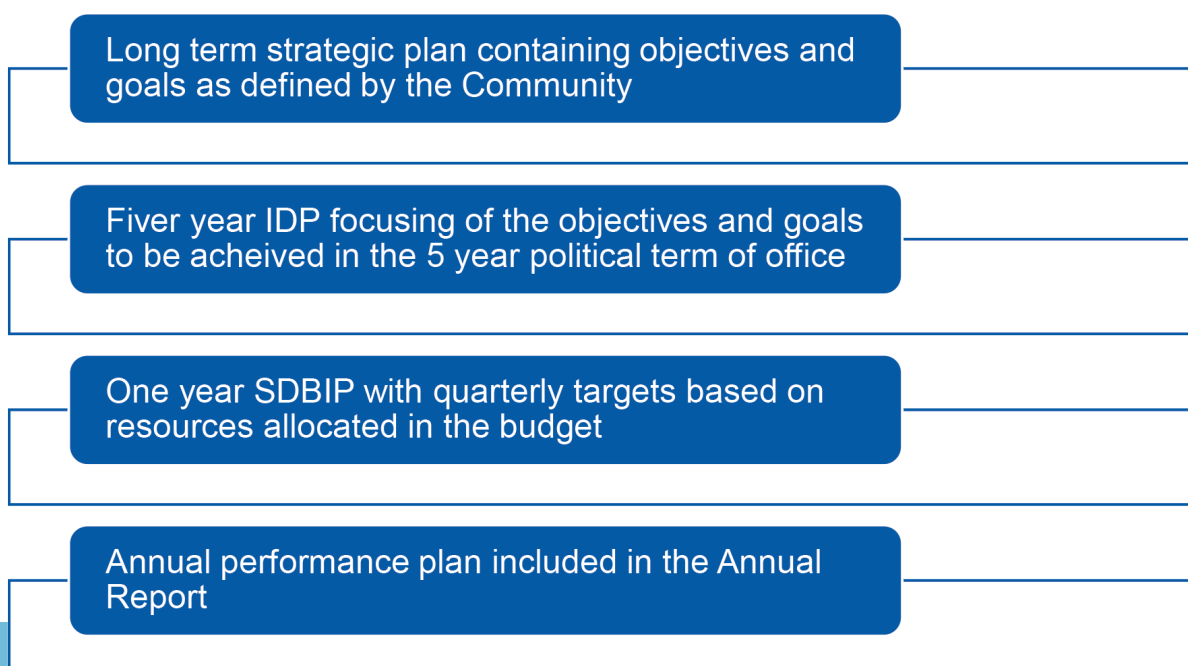 Long term strategic plan containing objectives and
goals as defined by the Community
Fiver year IDP focusing of the objectives and goals
to be acheived in the 5 year political term of office
One year SDBIP with quarterly targets based on
resources allocated in the budget
Annual performance plan included in the Annual
Report